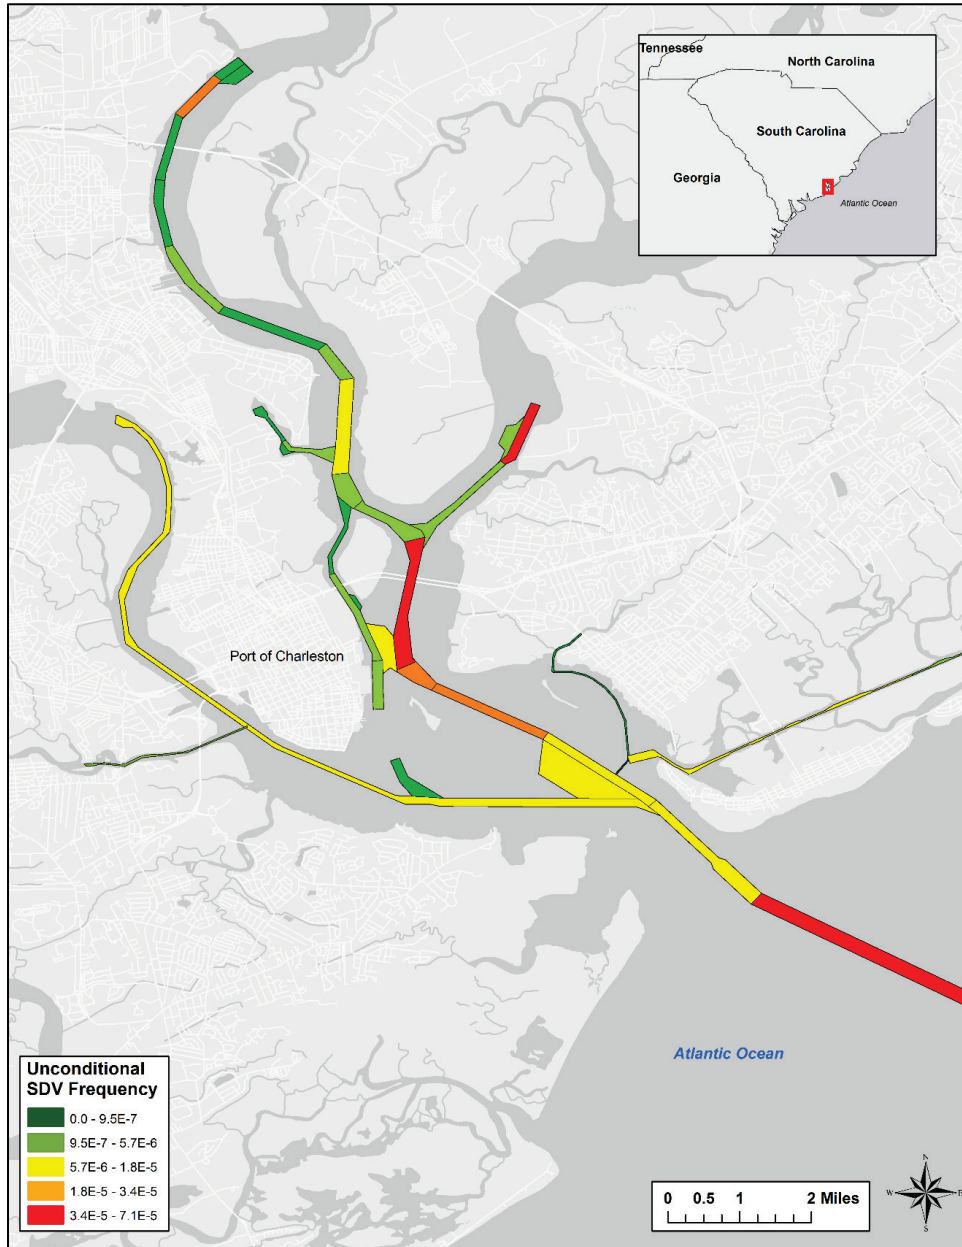 Tennessee
North Carolina
South Carolina
Georgia
Atlantic Ocean
Port of Charleston
Atlantic Ocean
Unconditional
SDV Frequency
0.0 - 9.5E-7
9.5E-7 - 5.7E-6
5.7E-6 - 1.8E-5
1.8E-5 - 3.4E-5
3.4E-5 - 7.1E-5
0 0.5 1 2 Miles
N
W E
S